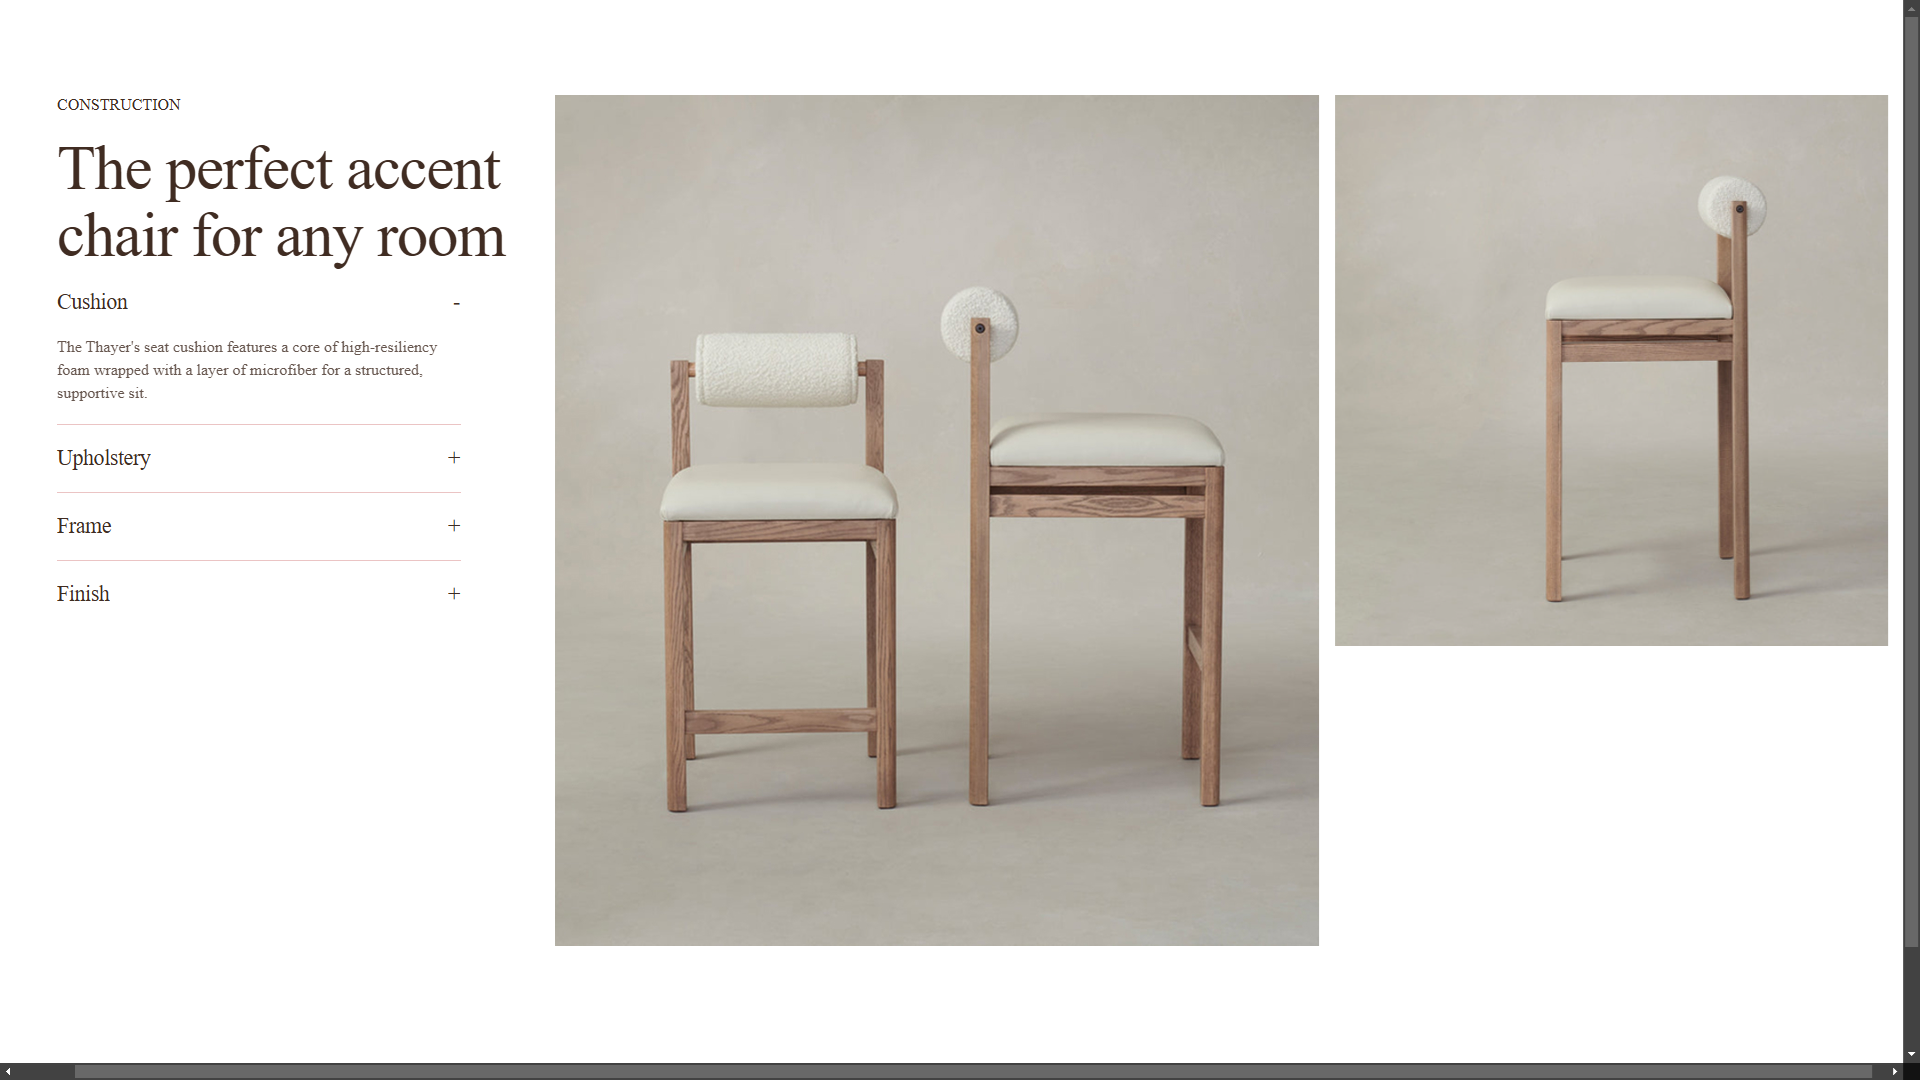 CONSTRUCTION
The perfect accent
chair for any room
Cushion -
The Thayer's seat cushion features a core of high-resiliency
foam wrapped with a layer of microfiber for a structured,
supportive sit.
Upholstery +
Frame +
Finish +